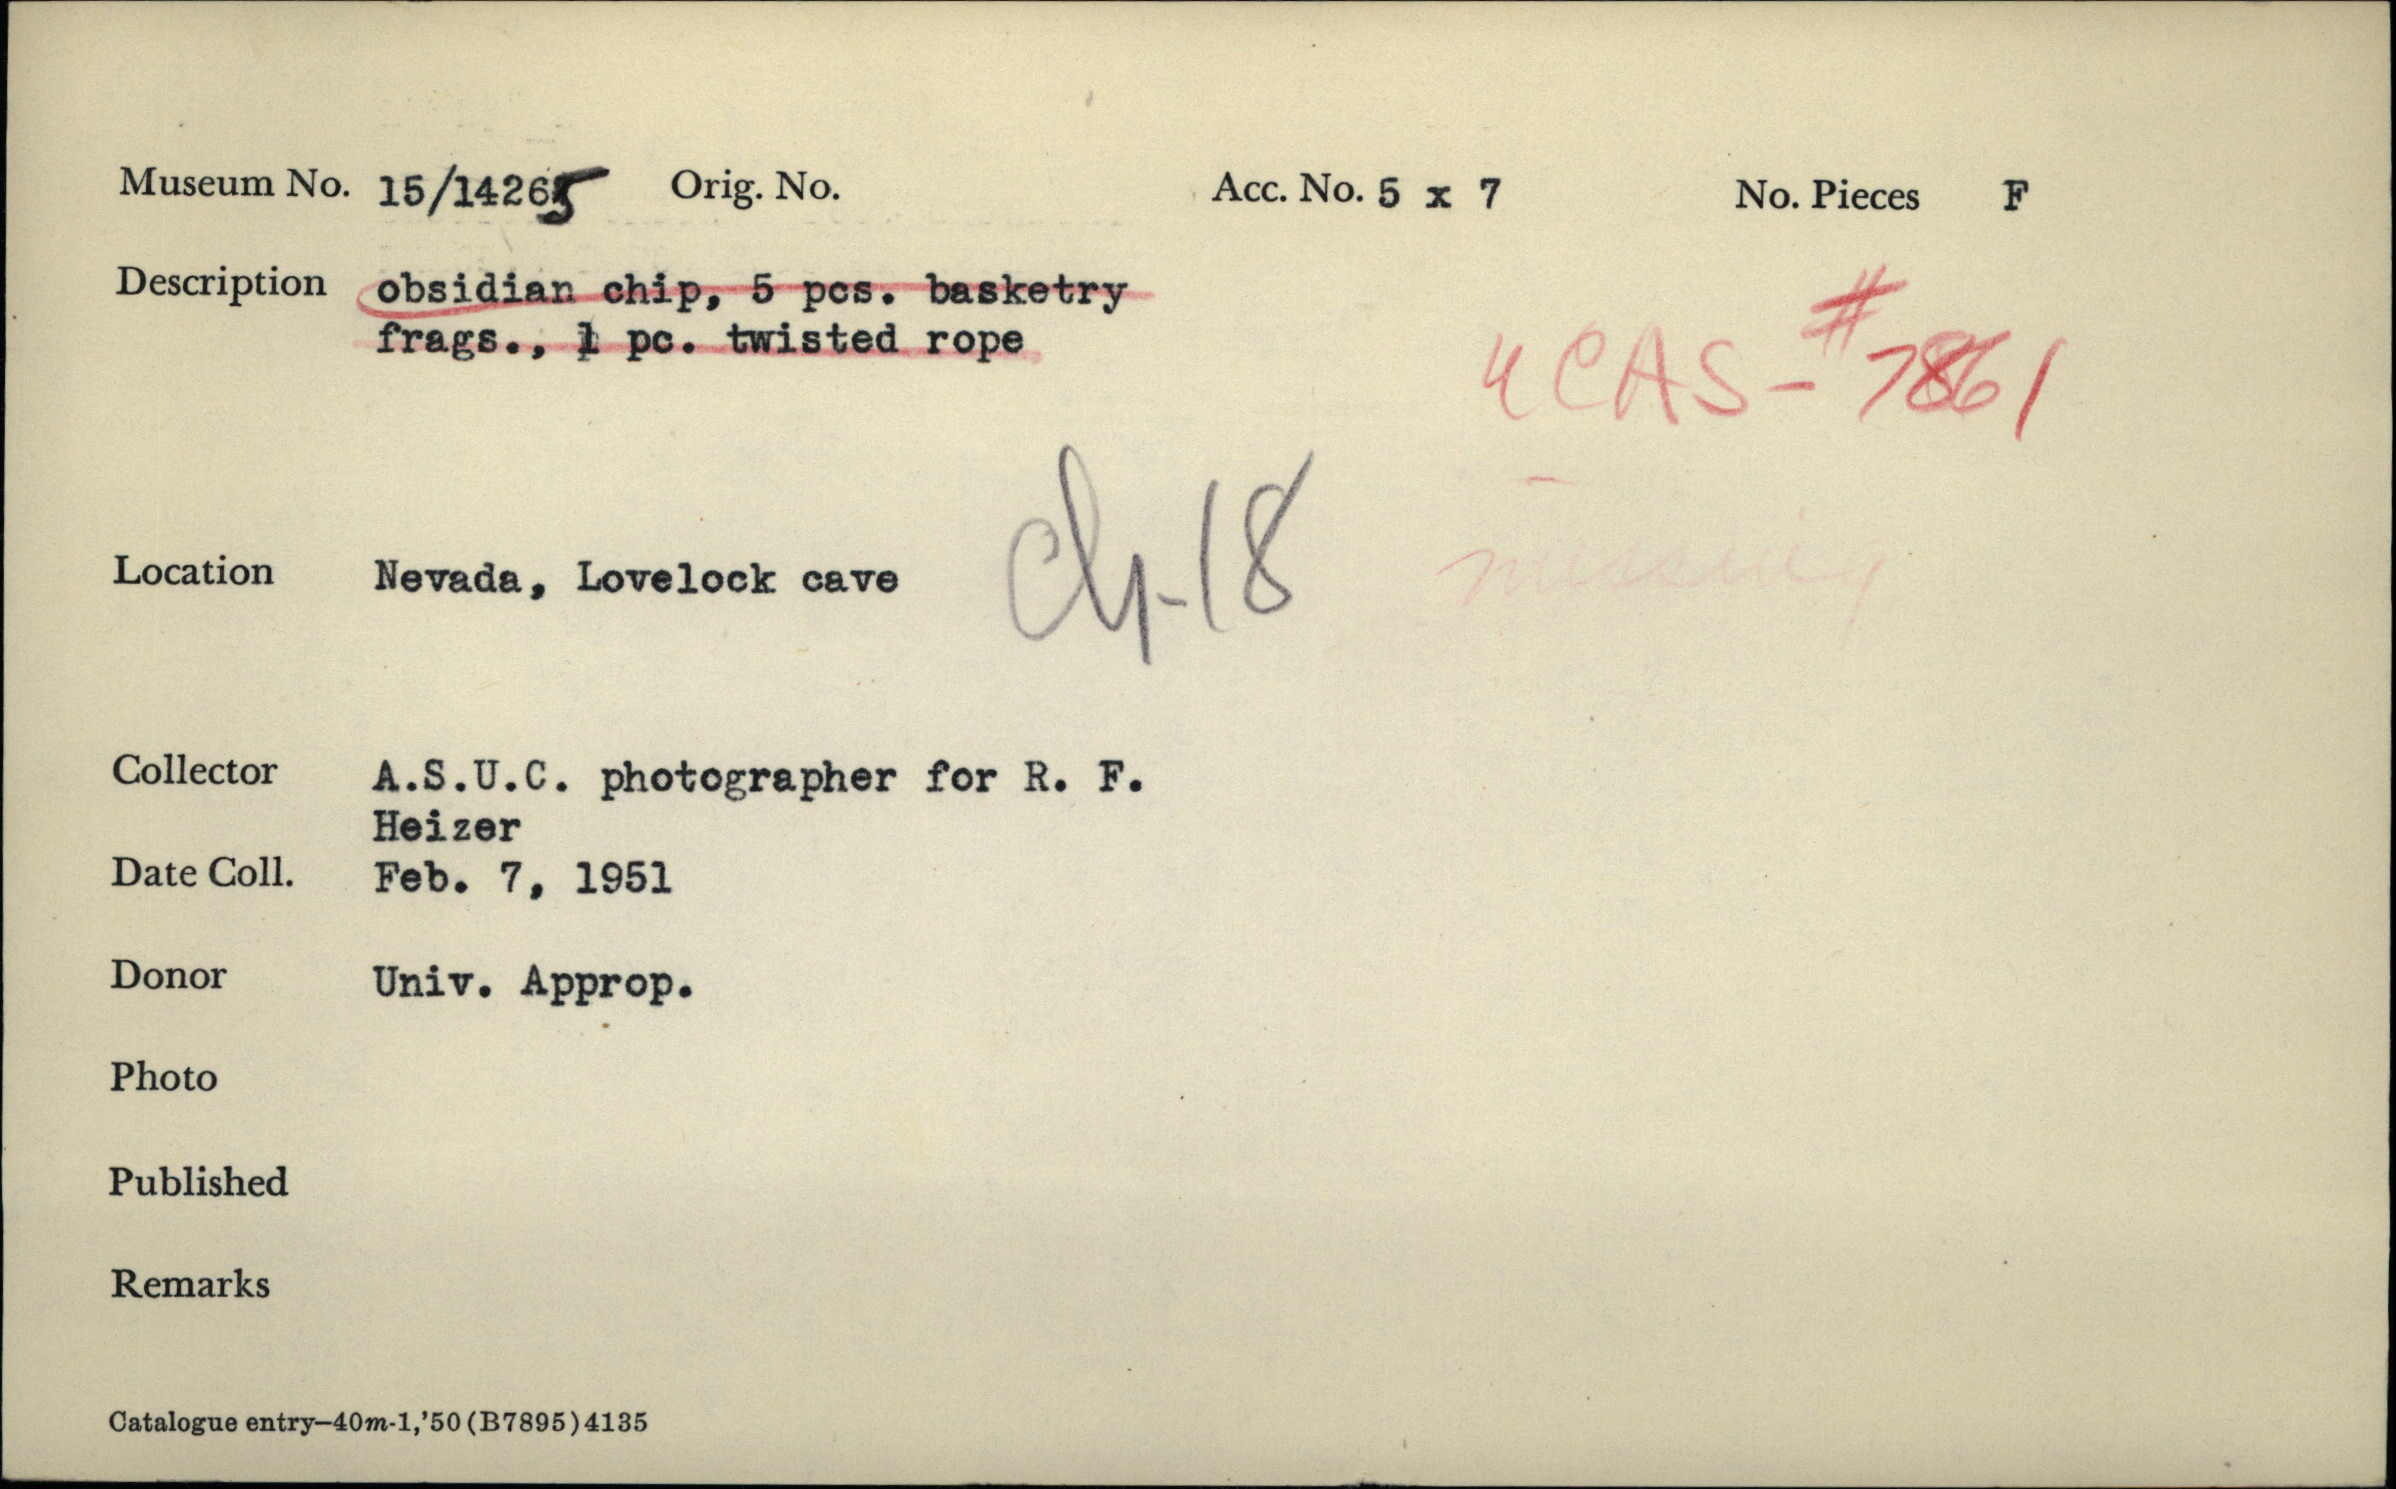 Museum No. 15/14265 Orig. No. Acc. No. 5 x 7 No. Pieces F
Description obsidian chip, 5 pcs. basketry
frags., 1 pc. twisted rope
UCAS-#7861
Location Nevada, Lovelock cave Ch-18 missing
Collector A.S.U.C. photographer for R. F.
Heizer
Date Coll. Feb. 7, 1951
Donor Univ. Approp.
Photo
Published
Remarks
Catalogue entry—40m-1,'50(B7895)4135